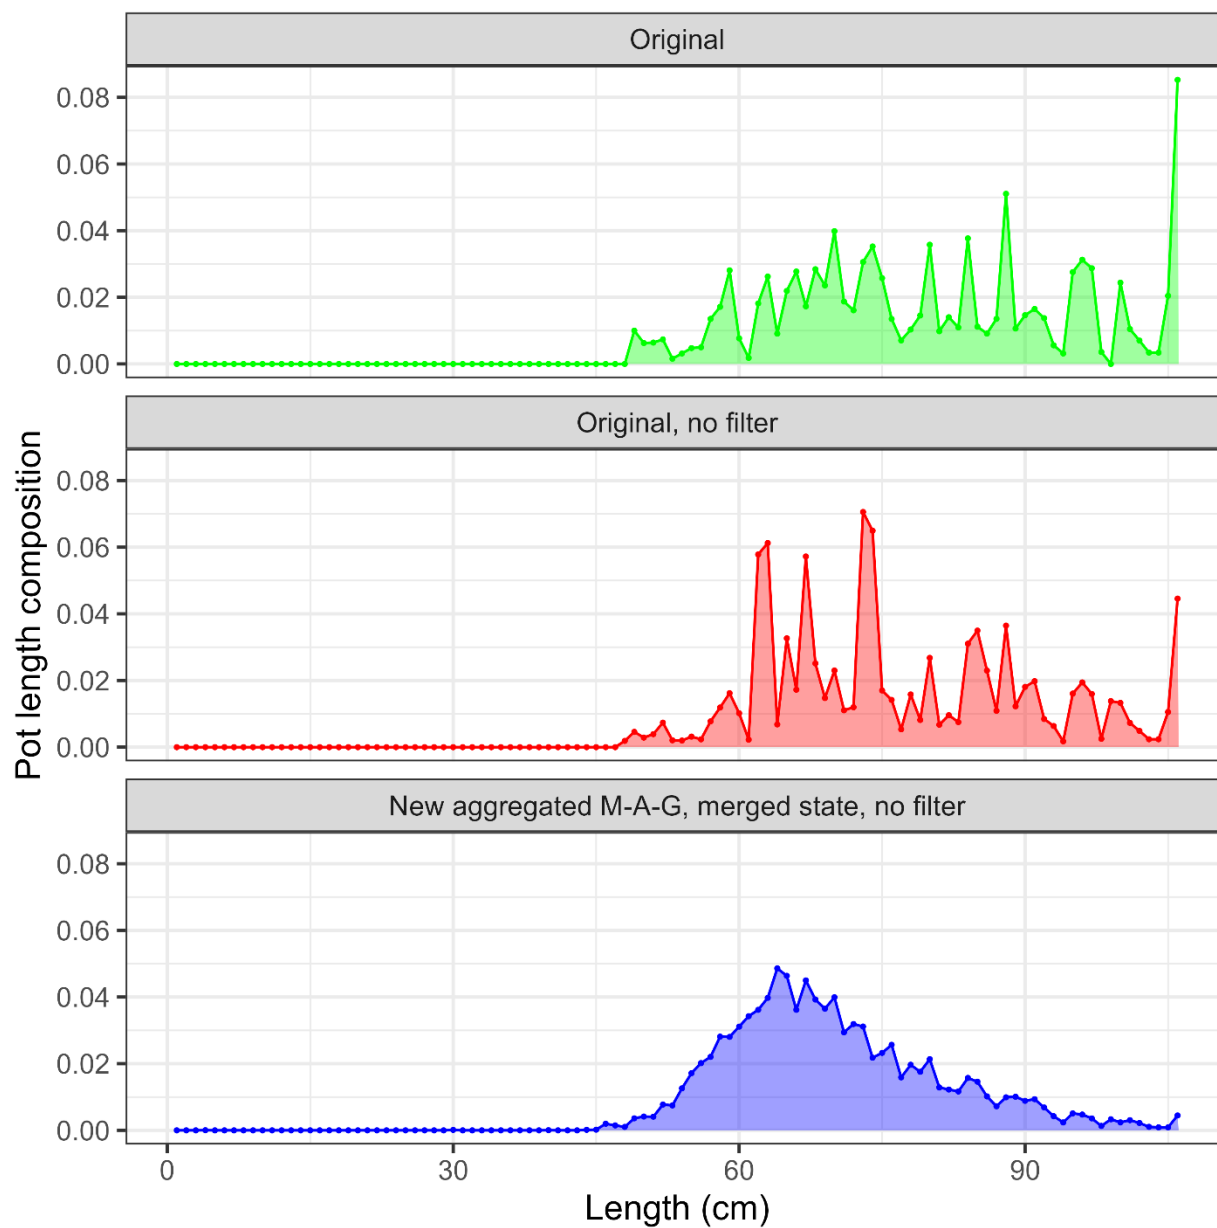 Original
0.08
0.06
0.04
0.02
0.00
Original, no filter
0.08
0.06
0.04
0.02
0.00
Pot length composition
New aggregated M-A-G, merged state, no filter
0.08
0.06
0.04
0.02
0.00
0 30 60 90
Length (cm)